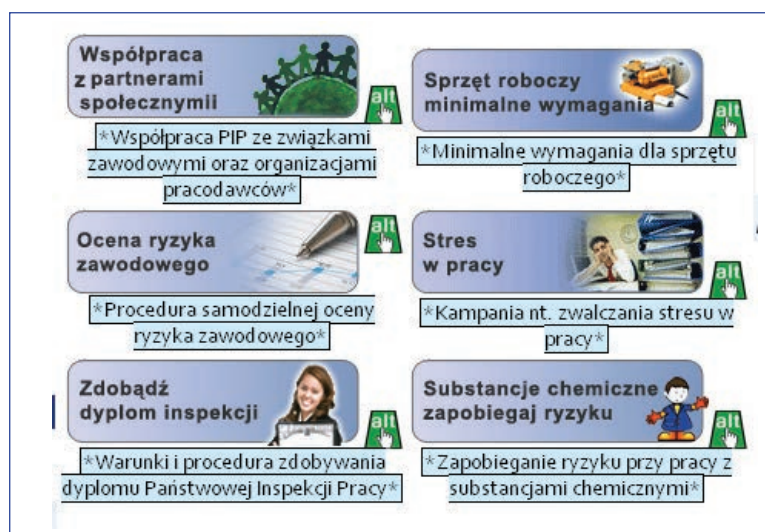 Współpraca
z partnerami
społecznymii
alt
*Współpraca PIP ze związkami
zawodowymi oraz organizacjami
pracodawców*
Sprzęt roboczy
minimalne wymagania
alt
*Minimalne wymagania dla sprzętu
roboczego*
Ocena ryzyka
zawodowego
alt
*Procedura samodzielnej oceny
ryzyka zawodowego*
Stres
w pracy
alt
*Kampania nt. zwalczania stresu w
pracy*
Zdobądź
dyplom inspekcji
alt
*Warunki i procedura zdobywania
dyplomu Państwowej Inspekcji Pracy*
Substancje chemiczne
zapobiegaj ryzyku
alt
*Zapobieganie ryzyku przy pracy z
substancjami chemicznymi*